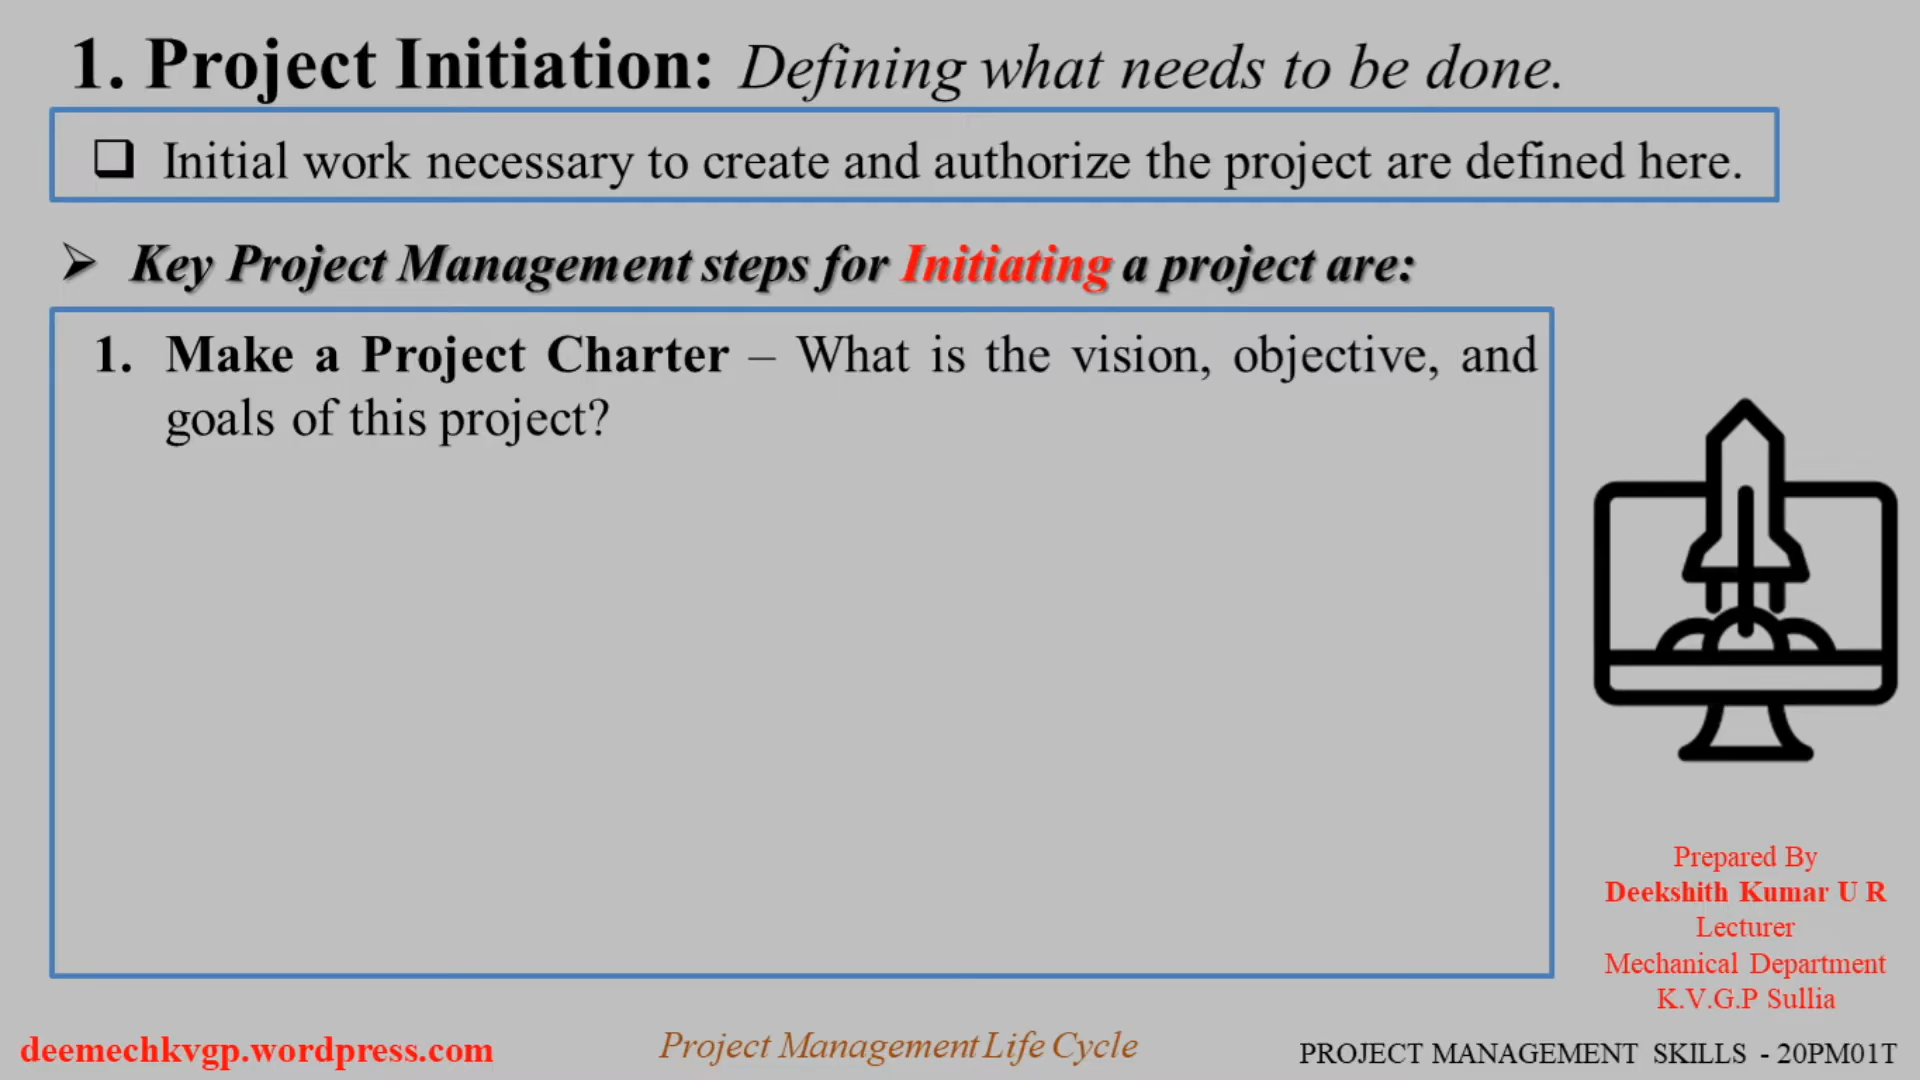 1. Project Initiation: Defining what needs to be done.
Initial work necessary to create and authorize the project are defined here.
Key Project Management steps for Initiating a project are:
1. Make a Project Charter – What is the vision, objective, and
goals of this project?
Prepared By
Deekshith Kumar U R
Lecturer
Mechanical Department
K.V.G.P Sullia
deemechkvgp.wordpress.com
Project Management Life Cycle
PROJECT MANAGEMENT SKILLS - 20PM01T